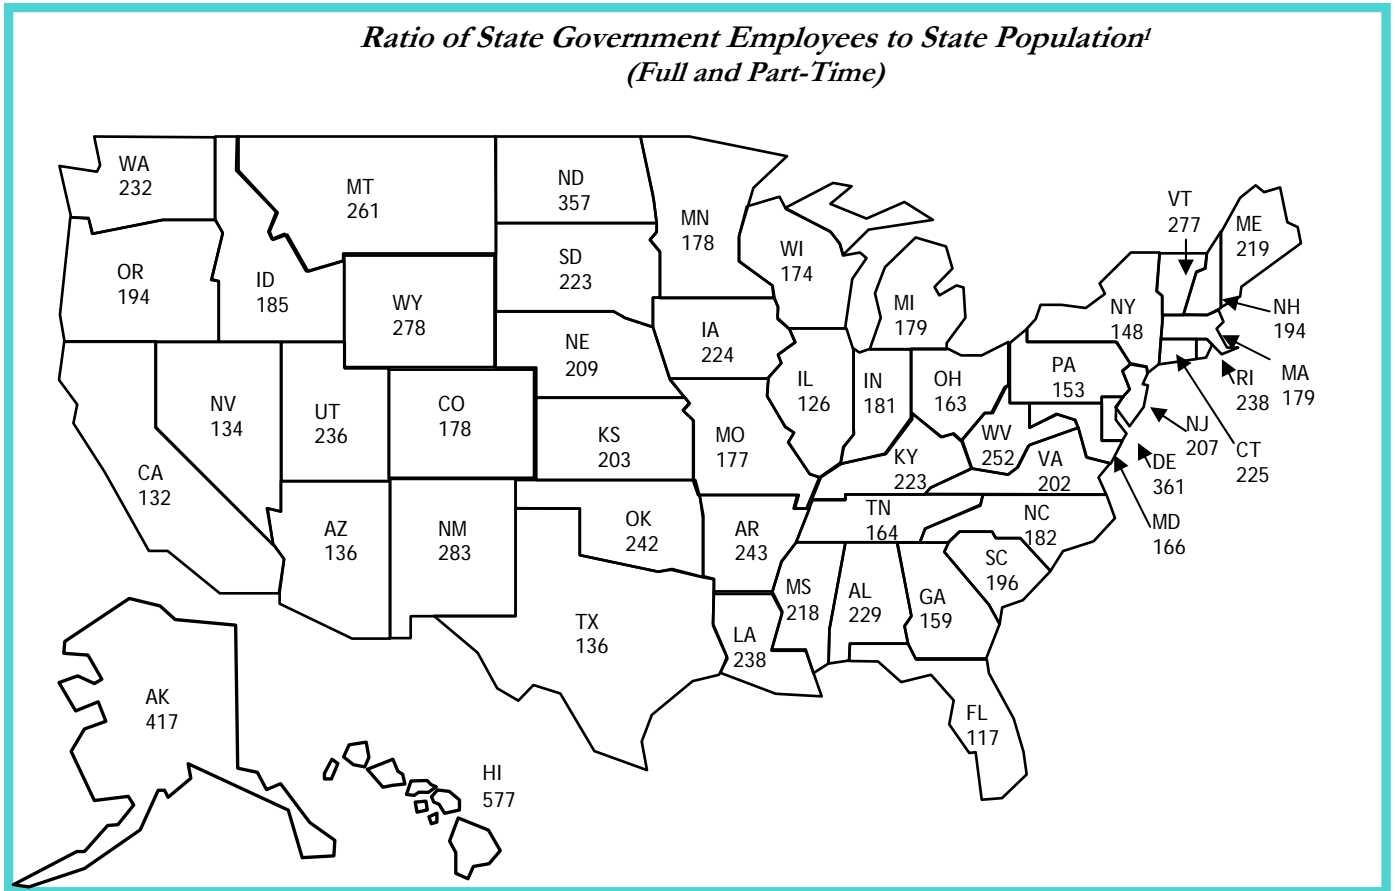 Ratio of State Government Employees to State Population¹
(Full and Part-Time)
WA
232
MT
261
ND
357
MN
178
VT
277
ME
219
OR
194
ID
185
WY
278
SD
223
WI
174
MI
179
NY
148
NH
194
IA
224
NE
209
PA
153
MA
179
RI
238
NV
134
UT
236
CO
178
KS
203
MO
177
IL
126
IN
181
OH
163
NJ
207
CT
225
WV
252
VA
202
DE
361
CA
132
KY
223
MD
166
AZ
136
NM
283
OK
242
AR
243
TN
164
NC
182
SC
196
MS
218
AL
229
GA
159
TX
136
LA
238
AK
417
FL
117
HI
577